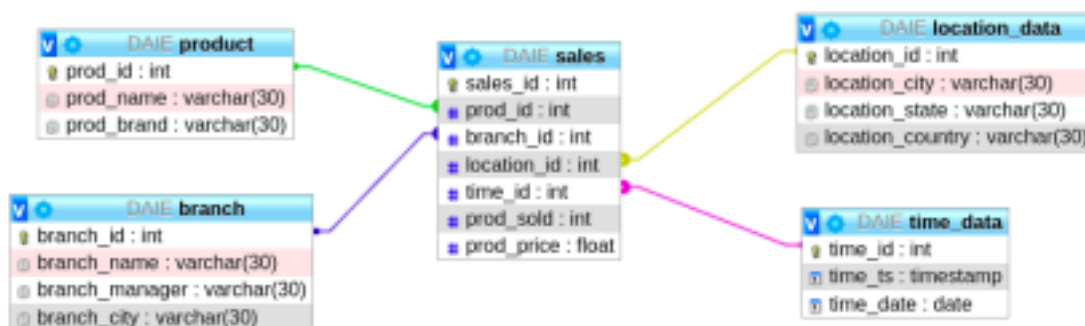 DAIE product
prod_id : int
prod_name : varchar(30)
prod_brand : varchar(30)
DAIE branch
branch_id : int
branch_name : varchar(30)
branch_manager : varchar(30)
branch_city : varchar(30)
DAIE sales
sales_id : int
prod_id : int
branch_id : int
location_id : int
time_id : int
prod_sold : int
prod_price : float
DAIE location_data
location_id : int
location_city : varchar(30)
location_state : varchar(30)
location_country : varchar(30)
DAIE time_data
time_id : int
time_ts : timestamp
time_date : date